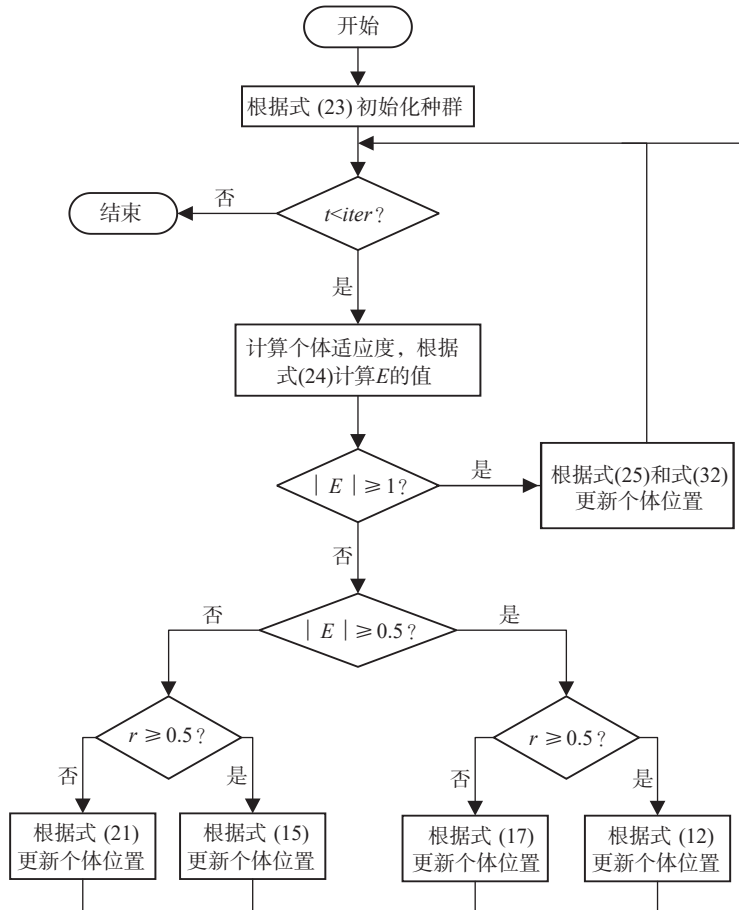 开始
根据式 (23) 初始化种群
否
结束
t<iter?
是
计算个体适应度，根据
式(24)计算E的值
是
| E | ≥ 1?
根据式(25)和式(32)
更新个体位置
否
否
| E | ≥ 0.5?
是
r ≥ 0.5?
r ≥ 0.5?
否
是
否
是
根据式 (21)
更新个体位置
根据式 (15)
更新个体位置
根据式 (17)
更新个体位置
根据式 (12)
更新个体位置